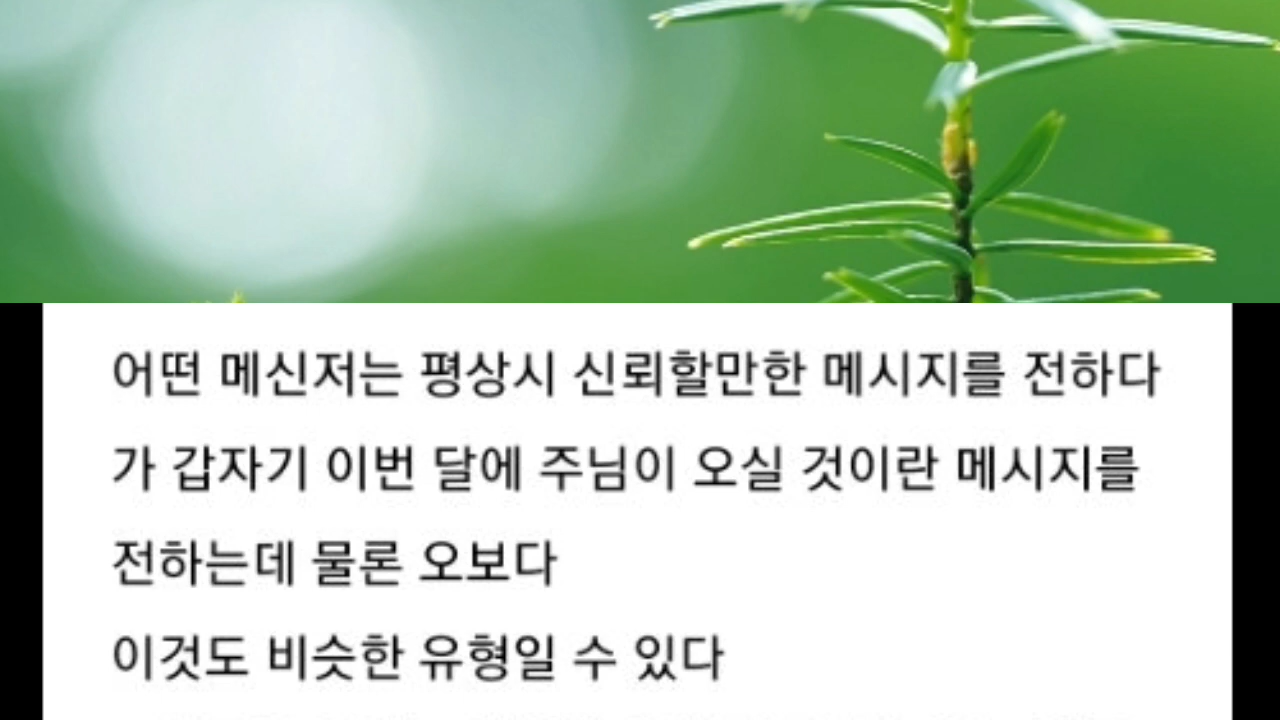 어떤 메신저는 평상시 신뢰할만한 메시지를 전하다
가 갑자기 이번 달에 주님이 오실 것이란 메시지를
전하는데 물론 오보다
이것도 비슷한 유형일 수 있다